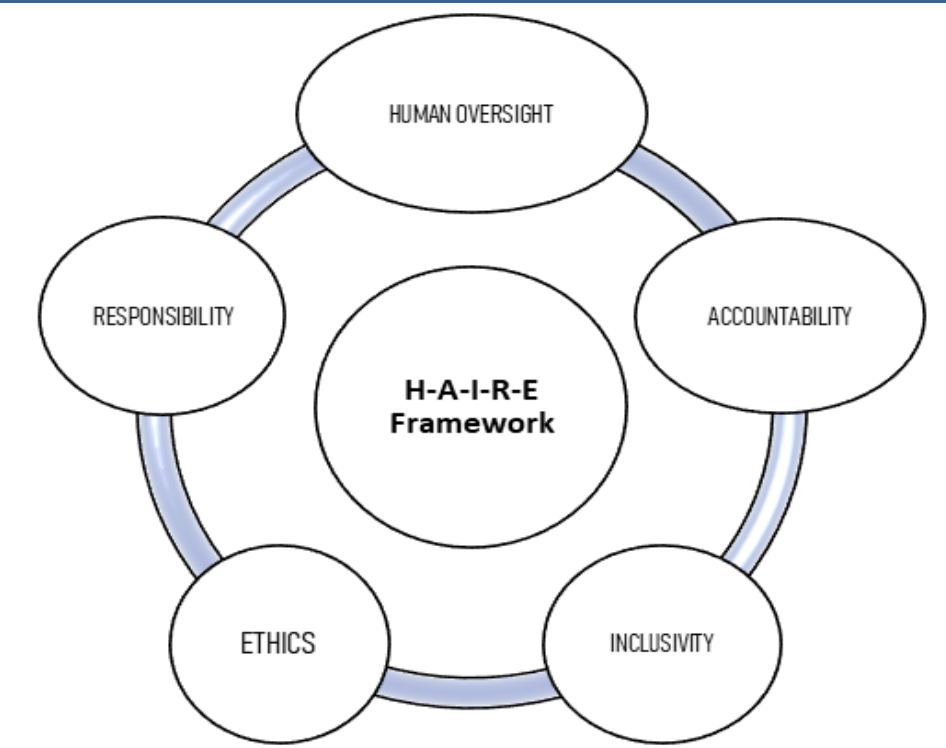 HUMAN OVERSIGHT
RESPONSIBILITY
ACCOUNTABILITY
H-A-I-R-E
Framework
ETHICS
INCLUSIVITY